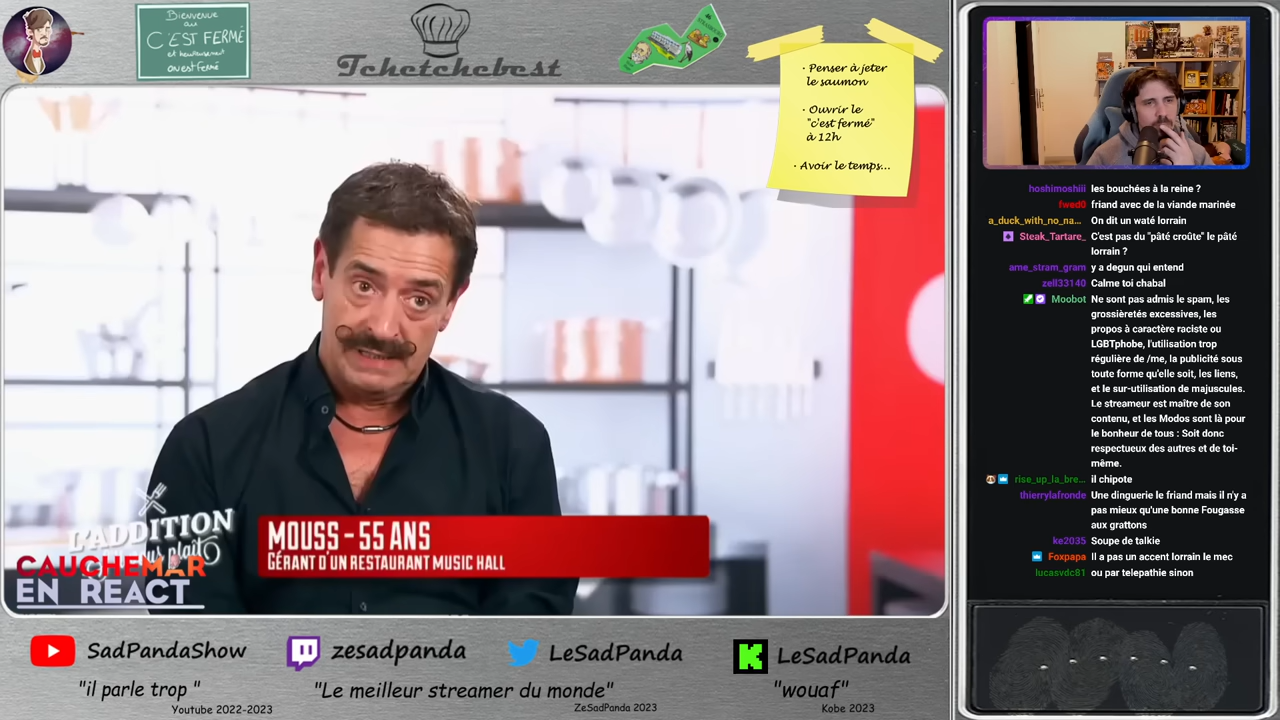 Bienvenue
au
C'EST FERMÉ
et heureusement
on est fermé
Tchetchebest
· Penser à jeter
le saumon
· Ouvrir le
"c'est fermé"
à 12h
· Avoir le temps...
L'ADDITION
s'il vous plaît
CAUCHEMAR
EN REACT
MOUSS - 55 ANS
GÉRANT D'UN RESTAURANT MUSIC HALL
SadPandaShow
"il parle trop "
Youtube 2022-2023
zesadpanda
"Le meilleur streamer du monde"
ZeSadPanda 2023
LeSadPanda
LeSadPanda
"wouaf"
Kobe 2023
hoshimoshiii les bouchées à la reine ?
fwed0 friand avec de la viande marinée
a_duck_with_no_na... On dit un waté lorrain
Steak_Tartare_ C'est pas du "pâté croûte" le pâté
lorrain ?
ame_stram_gram y a degun qui entend
zell33140 Calme toi chabal
Moobot Ne sont pas admis le spam, les
grossièretés excessives, les
propos à caractère raciste ou
LGBTphobe, l'utilisation trop
régulière de /me, la publicité sous
toute forme qu'elle soit, les liens,
et le sur-utilisation de majuscules.
Le streameur est maître de son
contenu, et les Modos sont là pour
le bonheur de tous : Soit donc
respectueux des autres et de toi-
même.
rise_up_la_bre... il chipote
thierrylafronde Une dinguerie le friand mais il n'y a
pas mieux qu'une bonne Fougasse
aux grattons
ke2035 Soupe de talkie
Foxpapa Il a pas un accent lorrain le mec
lucasvdc81 ou par telepathie sinon